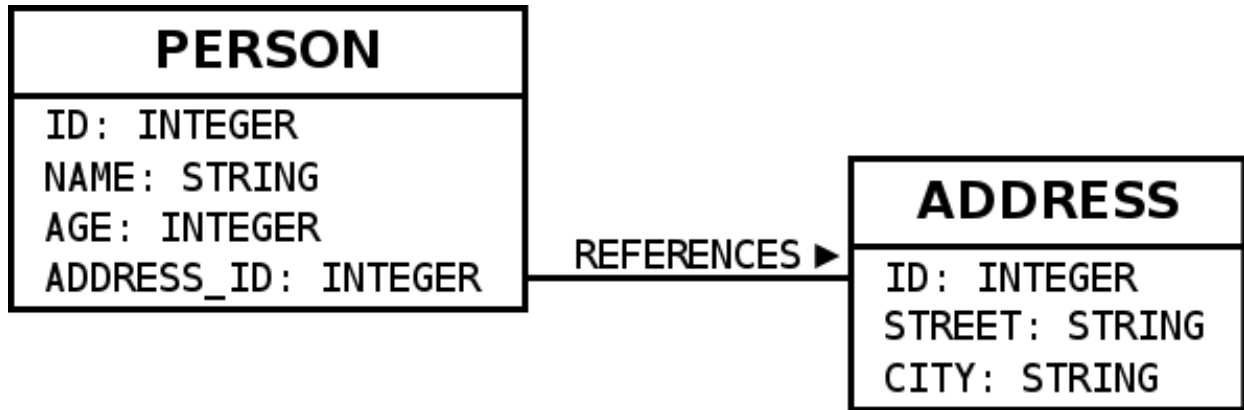 PERSON
ID: INTEGER
NAME: STRING
AGE: INTEGER
ADDRESS_ID: INTEGER
REFERENCES ►
ADDRESS
ID: INTEGER
STREET: STRING
CITY: STRING